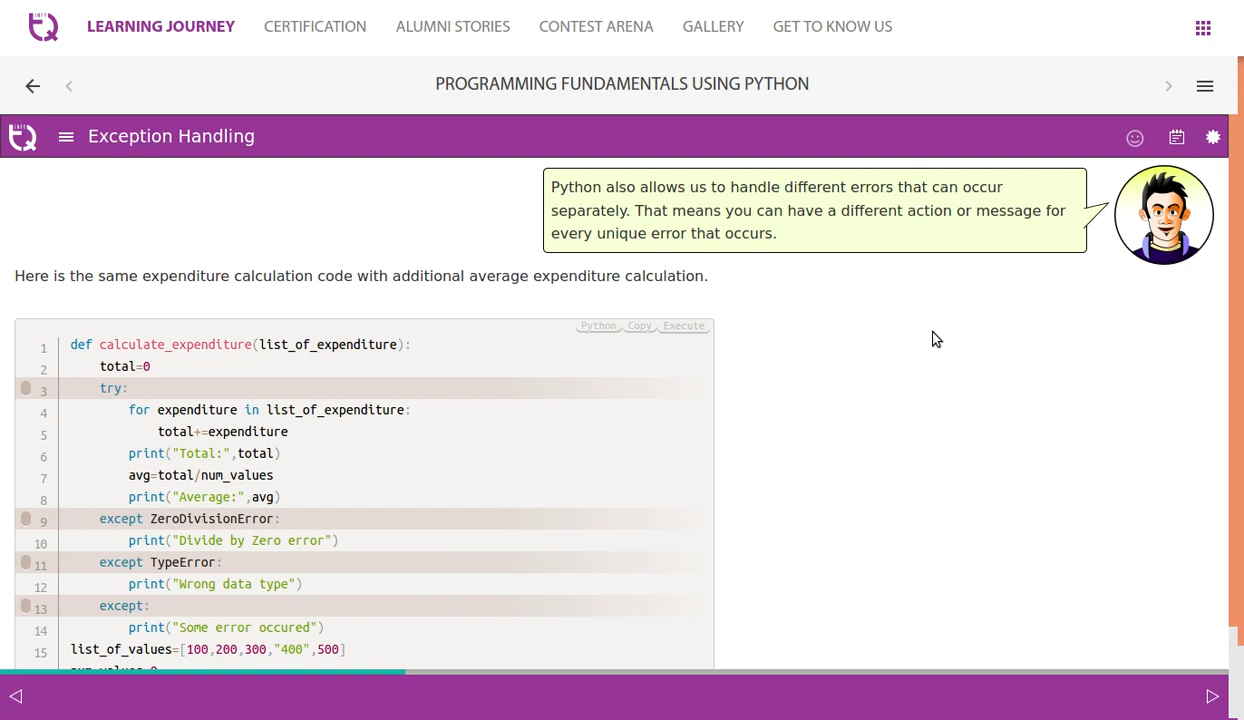 LEARNING JOURNEY CERTIFICATION ALUMNI STORIES CONTEST ARENA GALLERY GET TO KNOW US
PROGRAMMING FUNDAMENTALS USING PYTHON
Exception Handling
Python also allows us to handle different errors that can occur
separately. That means you can have a different action or message for
every unique error that occurs.
Here is the same expenditure calculation code with additional average expenditure calculation.
Python Copy Execute
1 def calculate_expenditure(list_of_expenditure):
2 total=0
3 try:
4 for expenditure in list_of_expenditure:
5 total+=expenditure
6 print("Total:",total)
7 avg=total/num_values
8 print("Average:",avg)
9 except ZeroDivisionError:
10 print("Divide by Zero error")
11 except TypeError:
12 print("Wrong data type")
13 except:
14 print("Some error occured")
15 list_of_values=[100,200,300,"400",500]